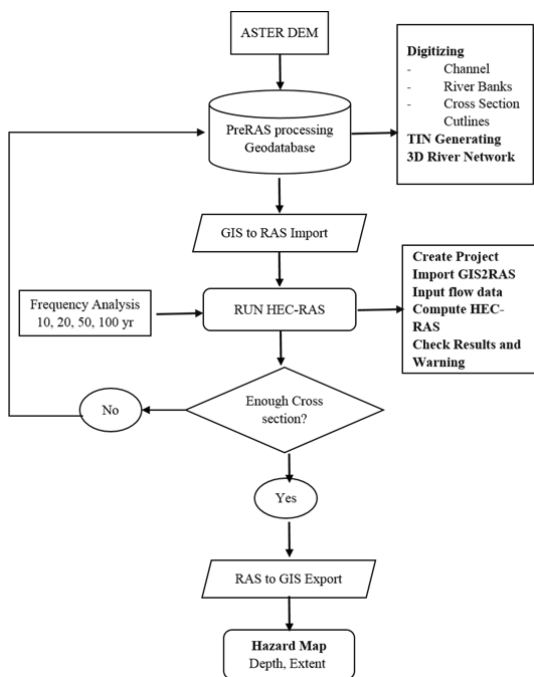 ASTER DEM
PreRAS processing
Geodatabase
Digitizing
- Channel
- River Banks
- Cross Section
Cutlines
TIN Generating
3D River Network
GIS to RAS Import
Frequency Analysis
10, 20, 50, 100 yr
RUN HEC-RAS
Create Project
Import GIS2RAS
Input flow data
Compute HEC-
RAS
Check Results and
Warning
Enough Cross
section?
No
Yes
RAS to GIS Export
Hazard Map
Depth, Extent